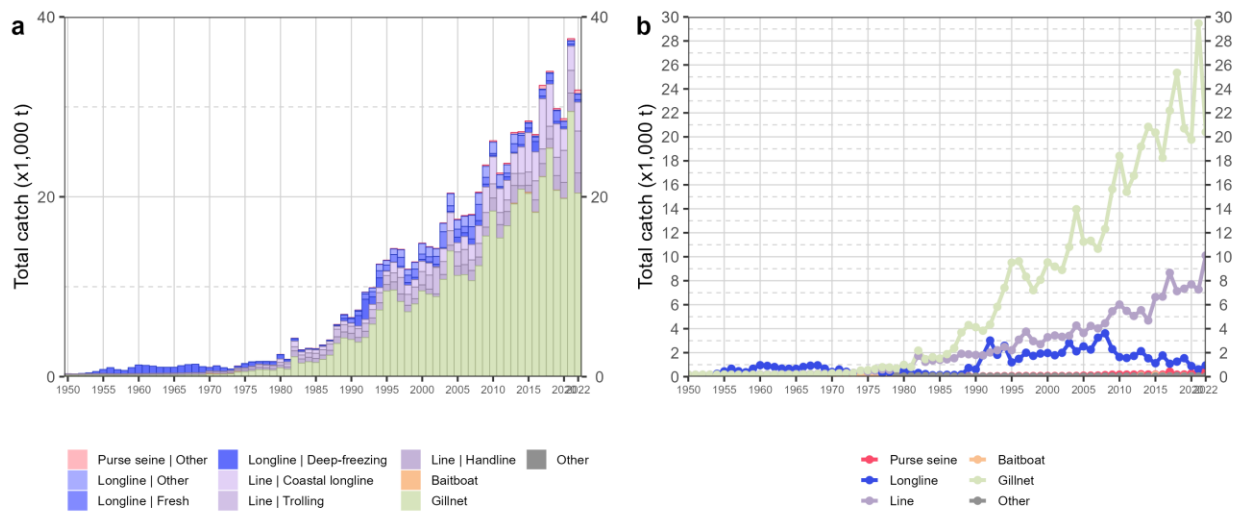 a
Total catch (x1,000 t)
40
20
0
40
20
0
1950 1955 1960 1965 1970 1975 1980 1985 1990 1995 2000 2005 2010 2015 2020 2022
Purse seine | Other
Longline | Other
Longline | Fresh
Longline | Deep-freezing
Line | Coastal longline
Line | Trolling
Line | Handline
Baitboat
Gillnet
Other
b
Total catch (x1,000 t)
30
28
26
24
22
20
18
16
14
12
10
8
6
4
2
0
30
28
26
24
22
20
18
16
14
12
10
8
6
4
2
0
1950 1955 1960 1965 1970 1975 1980 1985 1990 1995 2000 2005 2010 2015 2020 2022
Purse seine
Longline
Line
Baitboat
Gillnet
Other